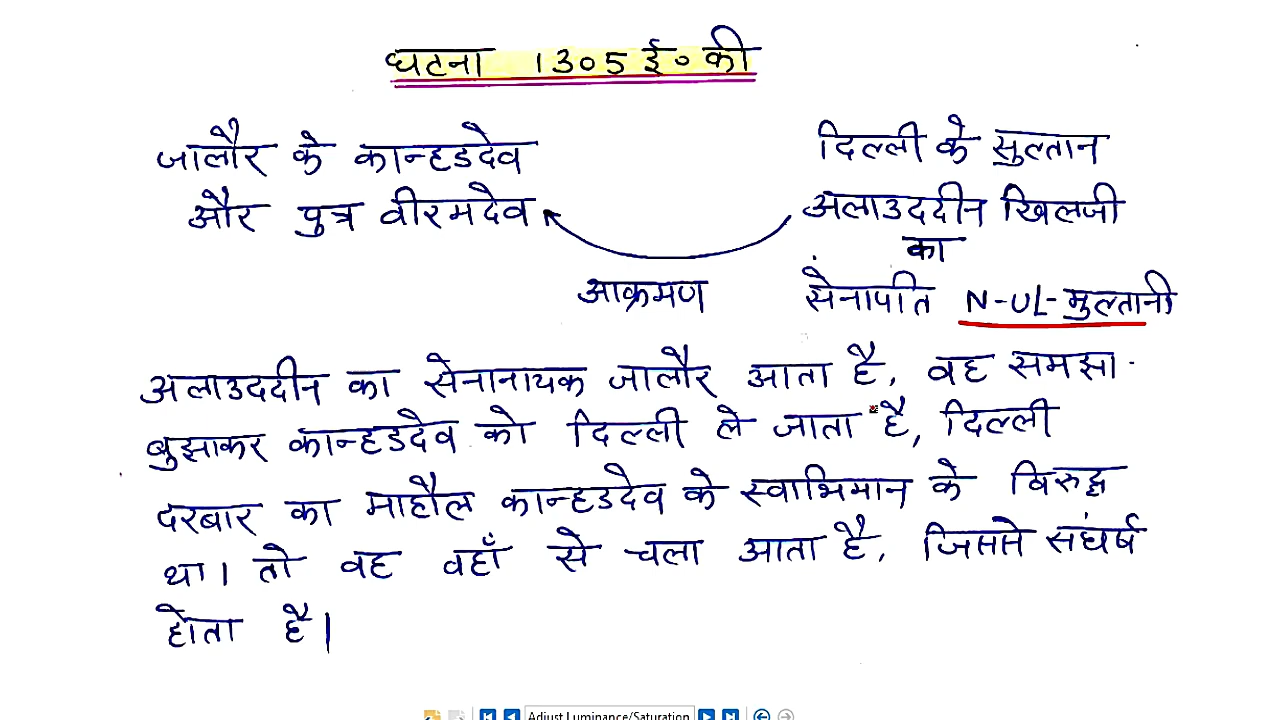 घटना 1305 ई० की
जालौर के कान्हडदेव
और पुत्र वीरमदेव
दिल्ली के सुल्तान
अलाउददीन खिलजी
का
सेनापति N-UL-मुल्तानी
आक्रमण
अलाउददीन का सेनानायक जालौर आता है, वह समझा
बुझाकर कान्हडदेव को दिल्ली ले जाता है, दिल्ली
दरबार का माहौल कान्हडदेव के स्वाभिमान के विरुद्ध
था। तो वह वहाँ से चला आता है, जिससे संघर्ष
होता है।
Adjust Luminance/Saturation